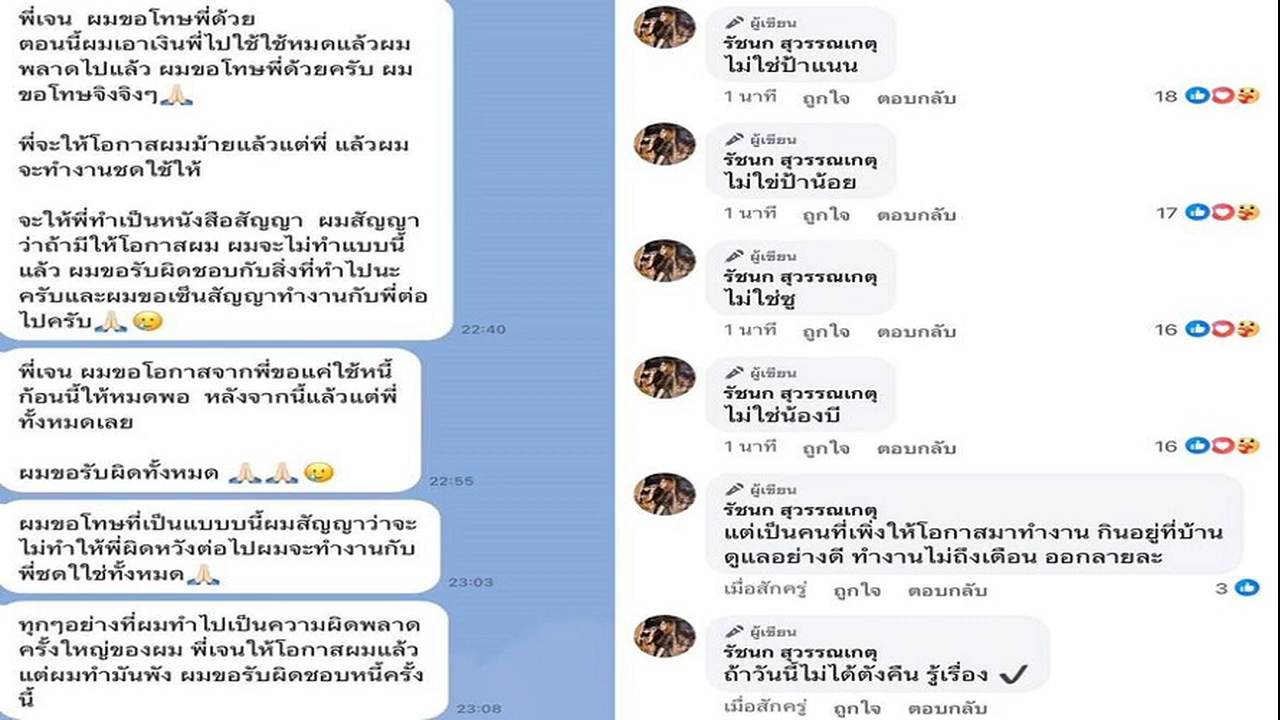 พี่เจน  ผมขอโทษพี่ด้วย
ตอนนี้ผมเอาเงินพี่ไปใช้ใช้หมดแล้วผม
พลาดไปแล้ว ผมขอโทษพี่ด้วยครับ ผม
ขอโทษจิงจิงๆ🙏🏻
พี่จะให้โอกาสผมม้ายแล้วแต่พี่ แล้วผม
จะทำงานชดใช้ให้
จะให้พี่ทำเป็นหนังสือสัญญา  ผมสัญญา
ว่าถ้ามีให้โอกาสผม ผมจะไม่ทำแบบนี้
แล้ว ผมขอรับผิดชอบกับสิ่งที่ทำไปนะ
ครับและผมขอเซ็นสัญญาทำงานกับพี่ต่อ
ไปครับ🙏🏻🥲
22:40
พี่เจน ผมขอโอกาสจากพี่ขอแค่ใช้หนี้
ก้อนนี้ให้หมดพอ  หลังจากนี้แล้วแต่พี่
ทั้งหมดเลย
ผมขอรับผิดทั้งหมด 🙏🏻🙏🏻🥲
22:55
ผมขอโทษที่เป็นแบบบนี้ผมสัญญาว่าจะ
ไม่ทำให้พี่ผิดหวังต่อไปผมจะทำงานกับ
พี่ชดใใช่ทั้งหมด🙏🏻
23:03
ทุกๆอย่างที่ผมทำไปเป็นความผิดพลาด
ครั้งใหญ่ของผม พี่เจนให้โอกาสผมแล้ว
แต่ผมทำมันพัง ผมขอรับผิดชอบหนี้ครั้ง
นี้
23:08
ผู้เขียน
รัชนก สุวรรณเกตุ
ไม่ใช่ป้าแนน
1 นาที ถูกใจ ตอบกลับ 18
ผู้เขียน
รัชนก สุวรรณเกตุ
ไม่ใข่ป้าน้อย
1 นาที ถูกใจ ตอบกลับ 17
ผู้เขียน
รัชนก สุวรรณเกตุ
ไม่ใช่ซู
1 นาที ถูกใจ ตอบกลับ 16
ผู้เขียน
รัชนก สุวรรณเกตุ
ไม่ใช่น้องบี
1 นาที ถูกใจ ตอบกลับ 16
ผู้เขียน
รัชนก สุวรรณเกตุ
แต่เป็นคนที่เพิ่งให้โอกาสมาทำงาน กินอยู่ที่บ้าน
ดูแลอย่างดี ทำงานไม่ถึงเดือน ออกลายละ
เมื่อสักครู่ ถูกใจ ตอบกลับ 3
ผู้เขียน
รัชนก สุวรรณเกตุ
ถ้าวันนี้ไม่ได้ตังคืน รู้เรื่อง ✔
เมื่อสักครู่ ถูกใจ ตอบกลับ